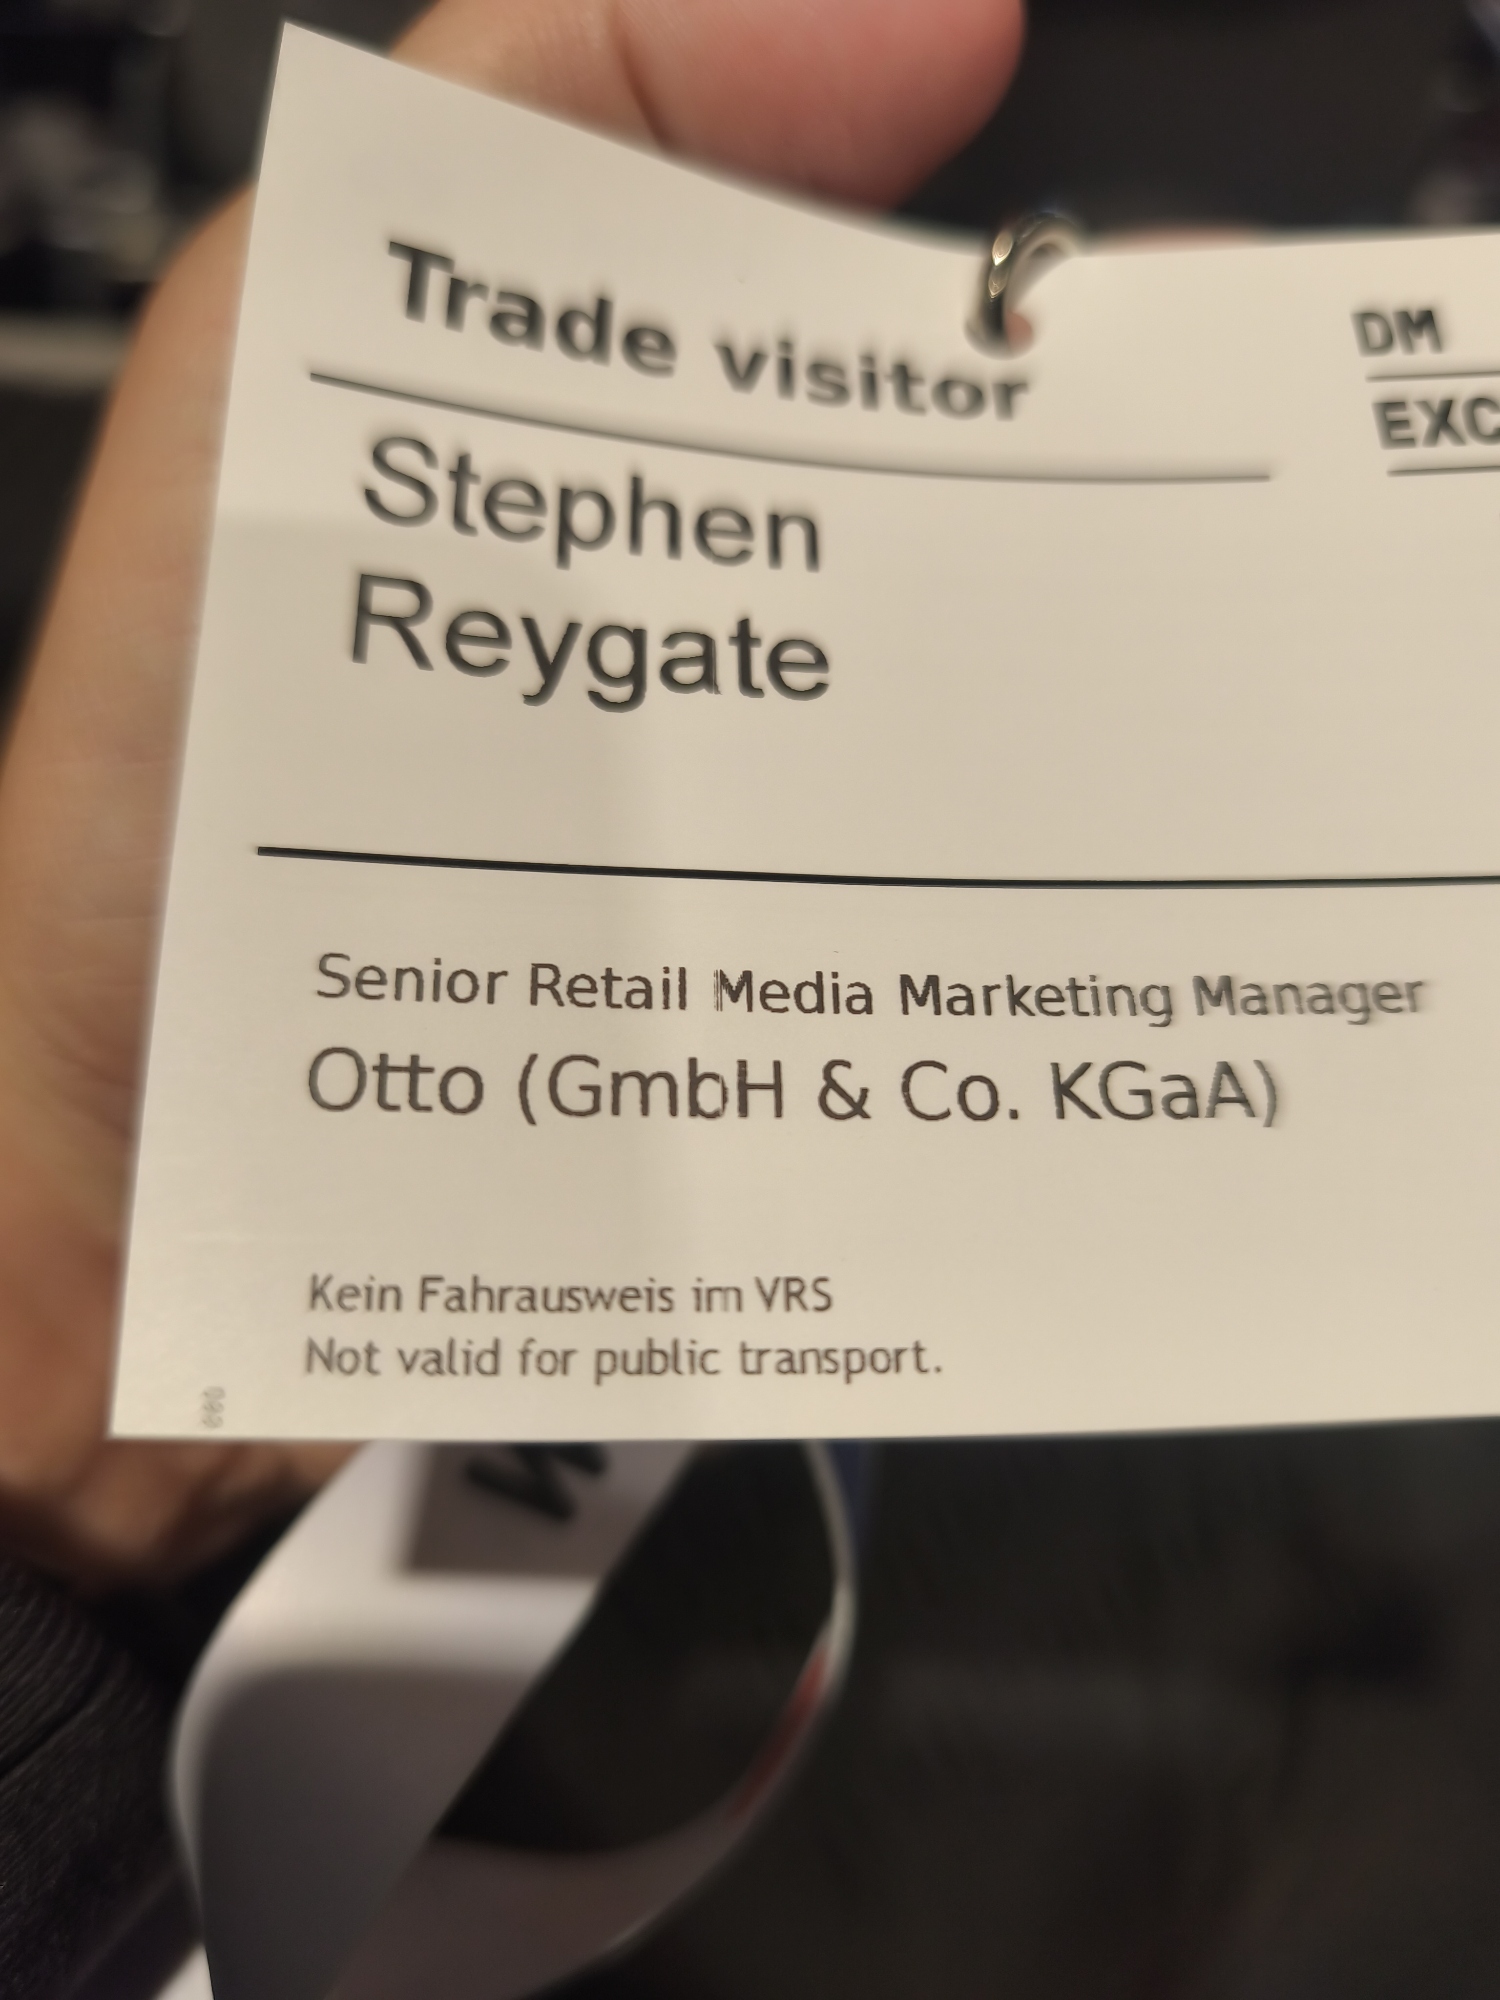 Trade visitor
DM
EXC
Stephen
Reygate
Senior Retail Media Marketing Manager
Otto (GmbH & Co. KGaA)
Kein Fahrausweis im VRS
Not valid for public transport.